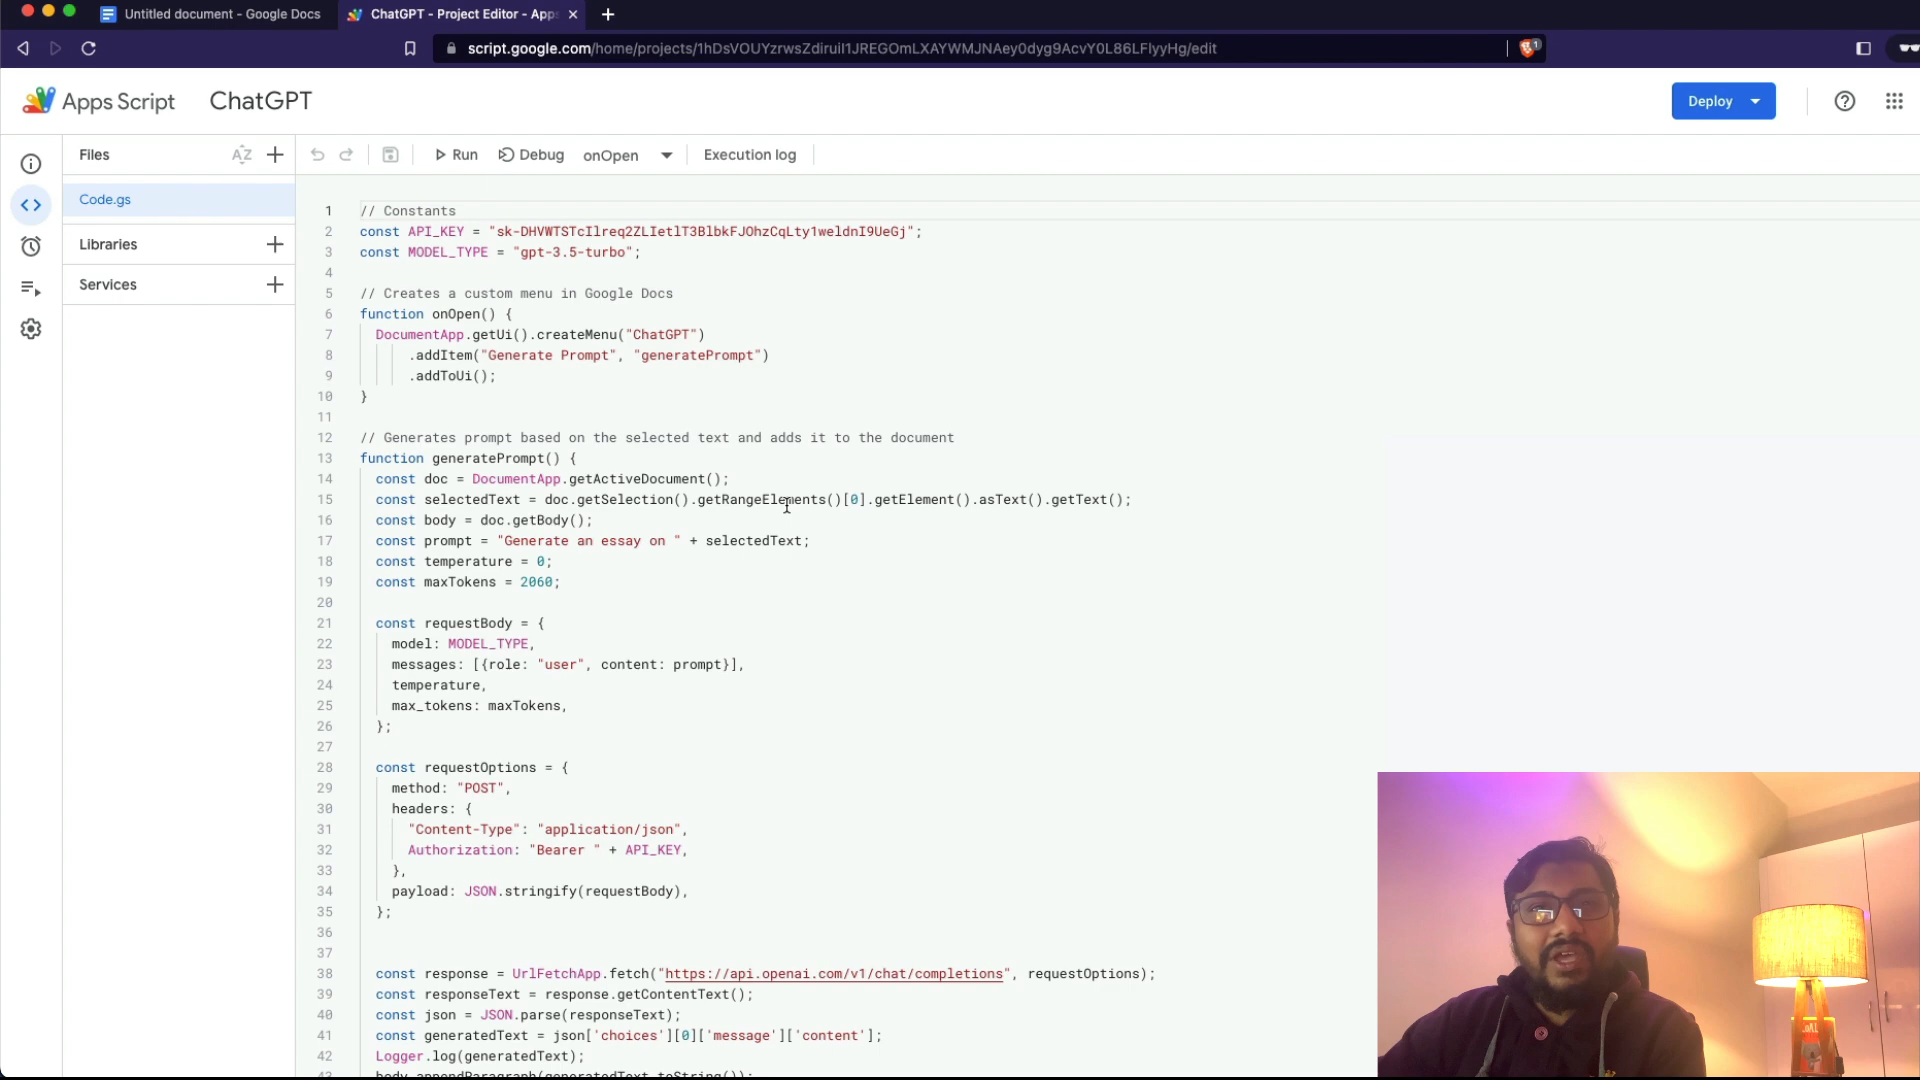 Untitled document - Google Docs
ChatGPT - Project Editor - Apps
script.google.com/home/projects/1hDsVOUYzrwsZdiruiI1JREGOmLXAYWMJNAey0dyg9AcvY0L86LFIyyHg/edit
1
Apps Script
ChatGPT
Deploy
Files
Run
Debug
onOpen
Execution log
Code.gs
Libraries
Services
1 // Constants
2 const API_KEY = "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";
3 const MODEL_TYPE = "gpt-3.5-turbo";
4
5 // Creates a custom menu in Google Docs
6 function onOpen() {
7 DocumentApp.getUi().createMenu("ChatGPT")
8 .addItem("Generate Prompt", "generatePrompt")
9 .addToUi();
10 }
11
12 // Generates prompt based on the selected text and adds it to the document
13 function generatePrompt() {
14 const doc = DocumentApp.getActiveDocument();
15 const selectedText = doc.getSelection().getRangeElements()[0].getElement().asText().getText();
16 const body = doc.getBody();
17 const prompt = "Generate an essay on " + selectedText;
18 const temperature = 0;
19 const maxTokens = 2060;
20
21 const requestBody = {
22 model: MODEL_TYPE,
23 messages: [{role: "user", content: prompt}],
24 temperature,
25 max_tokens: maxTokens,
26 };
27
28 const requestOptions = {
29 method: "POST",
30 headers: {
31 "Content-Type": "application/json",
32 Authorization: "Bearer " + API_KEY,
33 },
34 payload: JSON.stringify(requestBody),
35 };
36
37
38 const response = UrlFetchApp.fetch("https://api.openai.com/v1/chat/completions", requestOptions);
39 const responseText = response.getContentText();
40 const json = JSON.parse(responseText);
41 const generatedText = json['choices'][0]['message']['content'];
42 Logger.log(generatedText);
43 body.appendParagraph(generatedText.toString());